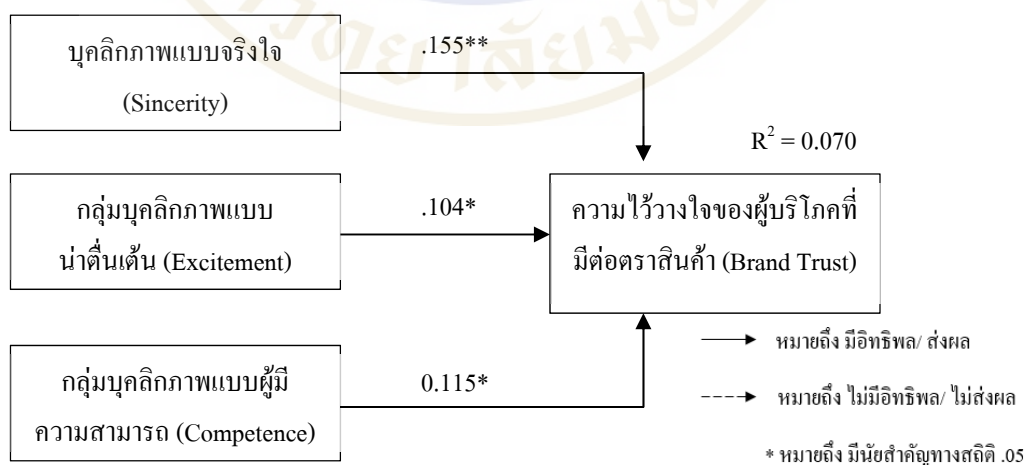 บุคลิกภาพแบบจริงใจ
(Sincerity)
.155**
R² = 0.070
กลุ่มบุคลิกภาพแบบ
น่าตื่นเต้น (Excitement)
.104*
ความไว้วางใจของผู้บริโภคที่
มีต่อตราสินค้า (Brand Trust)
กลุ่มบุคลิกภาพแบบผู้มี
ความสามารถ (Competence)
0.115*
หมายถึง มีอิทธิพล/ ส่งผล
หมายถึง ไม่มีอิทธิพล/ ไม่ส่งผล
* หมายถึง มีนัยสำคัญทางสถิติ .05